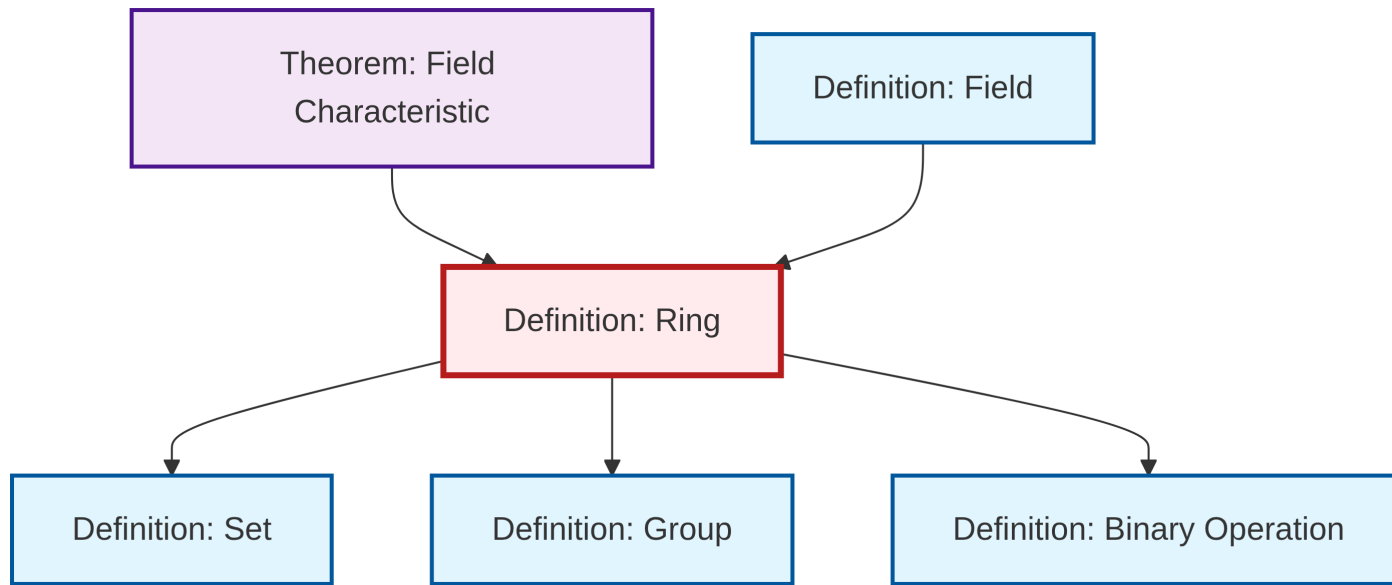 Theorem: Field
Characteristic
Definition: Field
Definition: Ring
Definition: Set
Definition: Group
Definition: Binary Operation